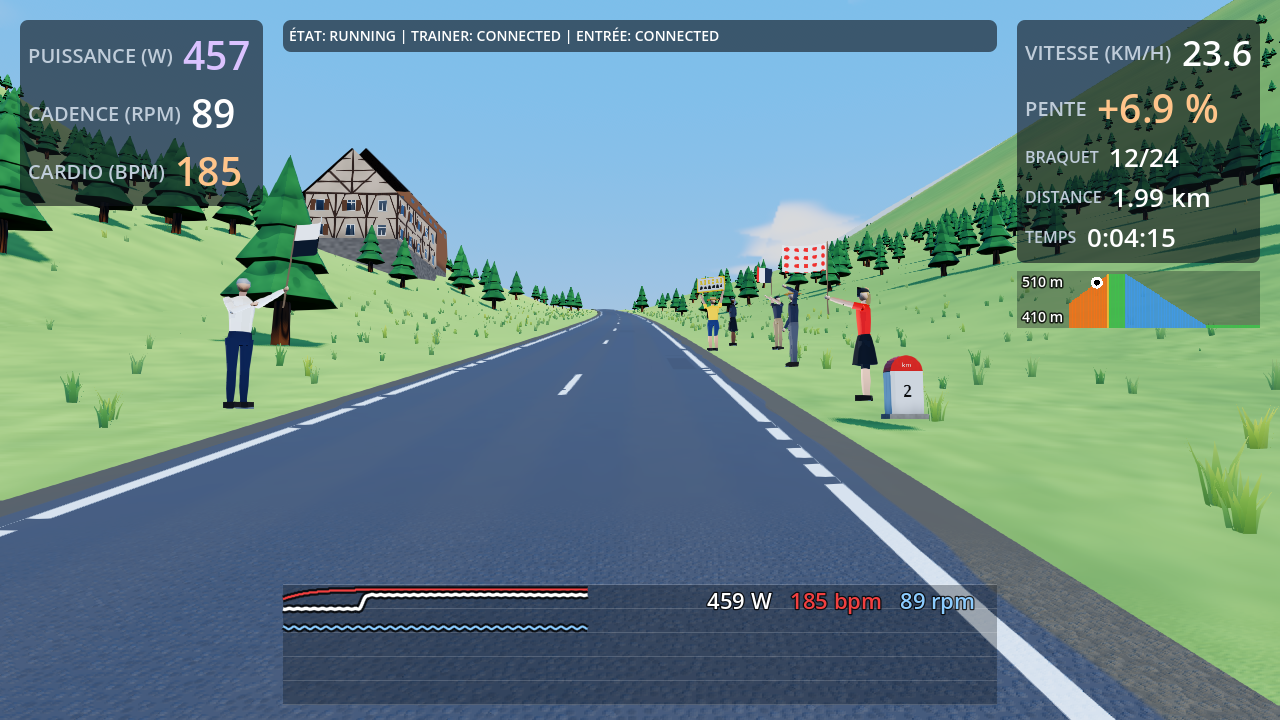 PUISSANCE (W) 457
CADENCE (RPM) 89
CARDIO (BPM) 185
ÉTAT: RUNNING | TRAINER: CONNECTED | ENTRÉE: CONNECTED
VITESSE (KM/H) 23.6
PENTE +6.9 %
BRAQUET 12/24
DISTANCE 1.99 km
TEMPS 0:04:15
510 m
410 m
km
2
459 W 185 bpm 89 rpm